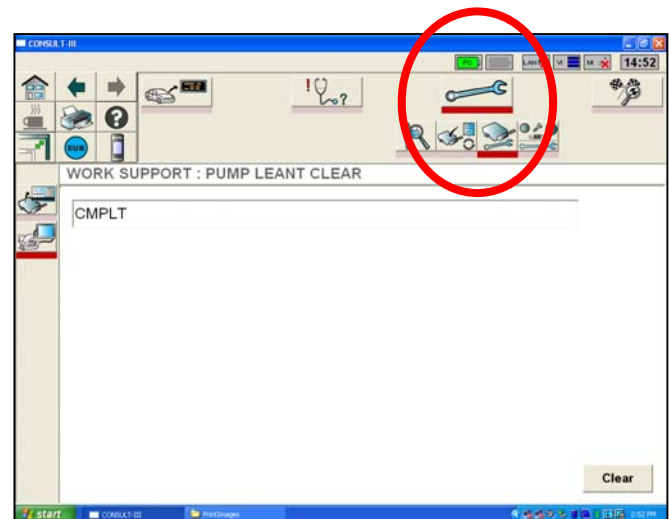 CONSULT-III
14:52
SUB
WORK SUPPORT : PUMP LEANT CLEAR
CMPLT
Clear
start
CONSULT-III
PrintImages
2:52 PM